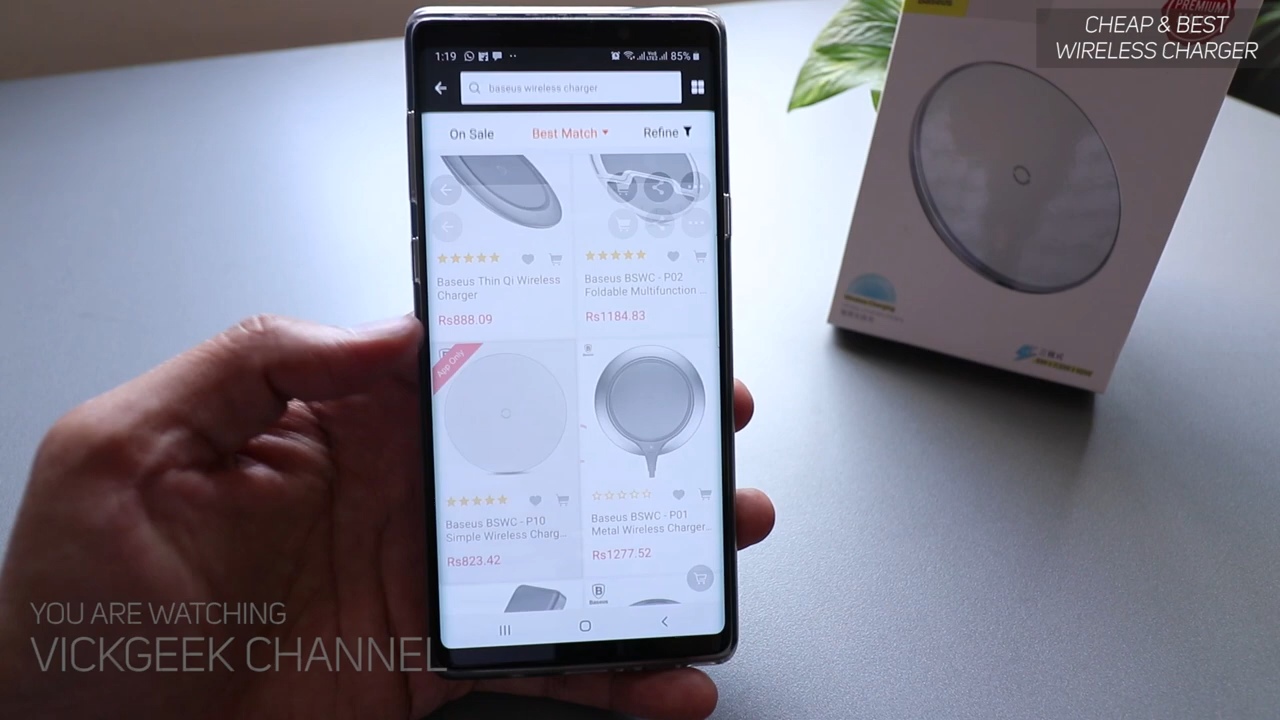 CHEAP & BEST
WIRELESS CHARGER
PREMIUM
Baseus
1:19
85%
baseus wireless charger
On Sale
Best Match
Refine
Baseus Thin Qi Wireless
Charger
Rs888.09
Baseus BSWC - P02
Foldable Multifunction ...
Rs1184.83
App Only
Baseus BSWC - P10
Simple Wireless Charg...
Rs823.42
Baseus BSWC - P01
Metal Wireless Charger...
Rs1277.52
Baseus
YOU ARE WATCHING
VICKGEEK CHANNEL